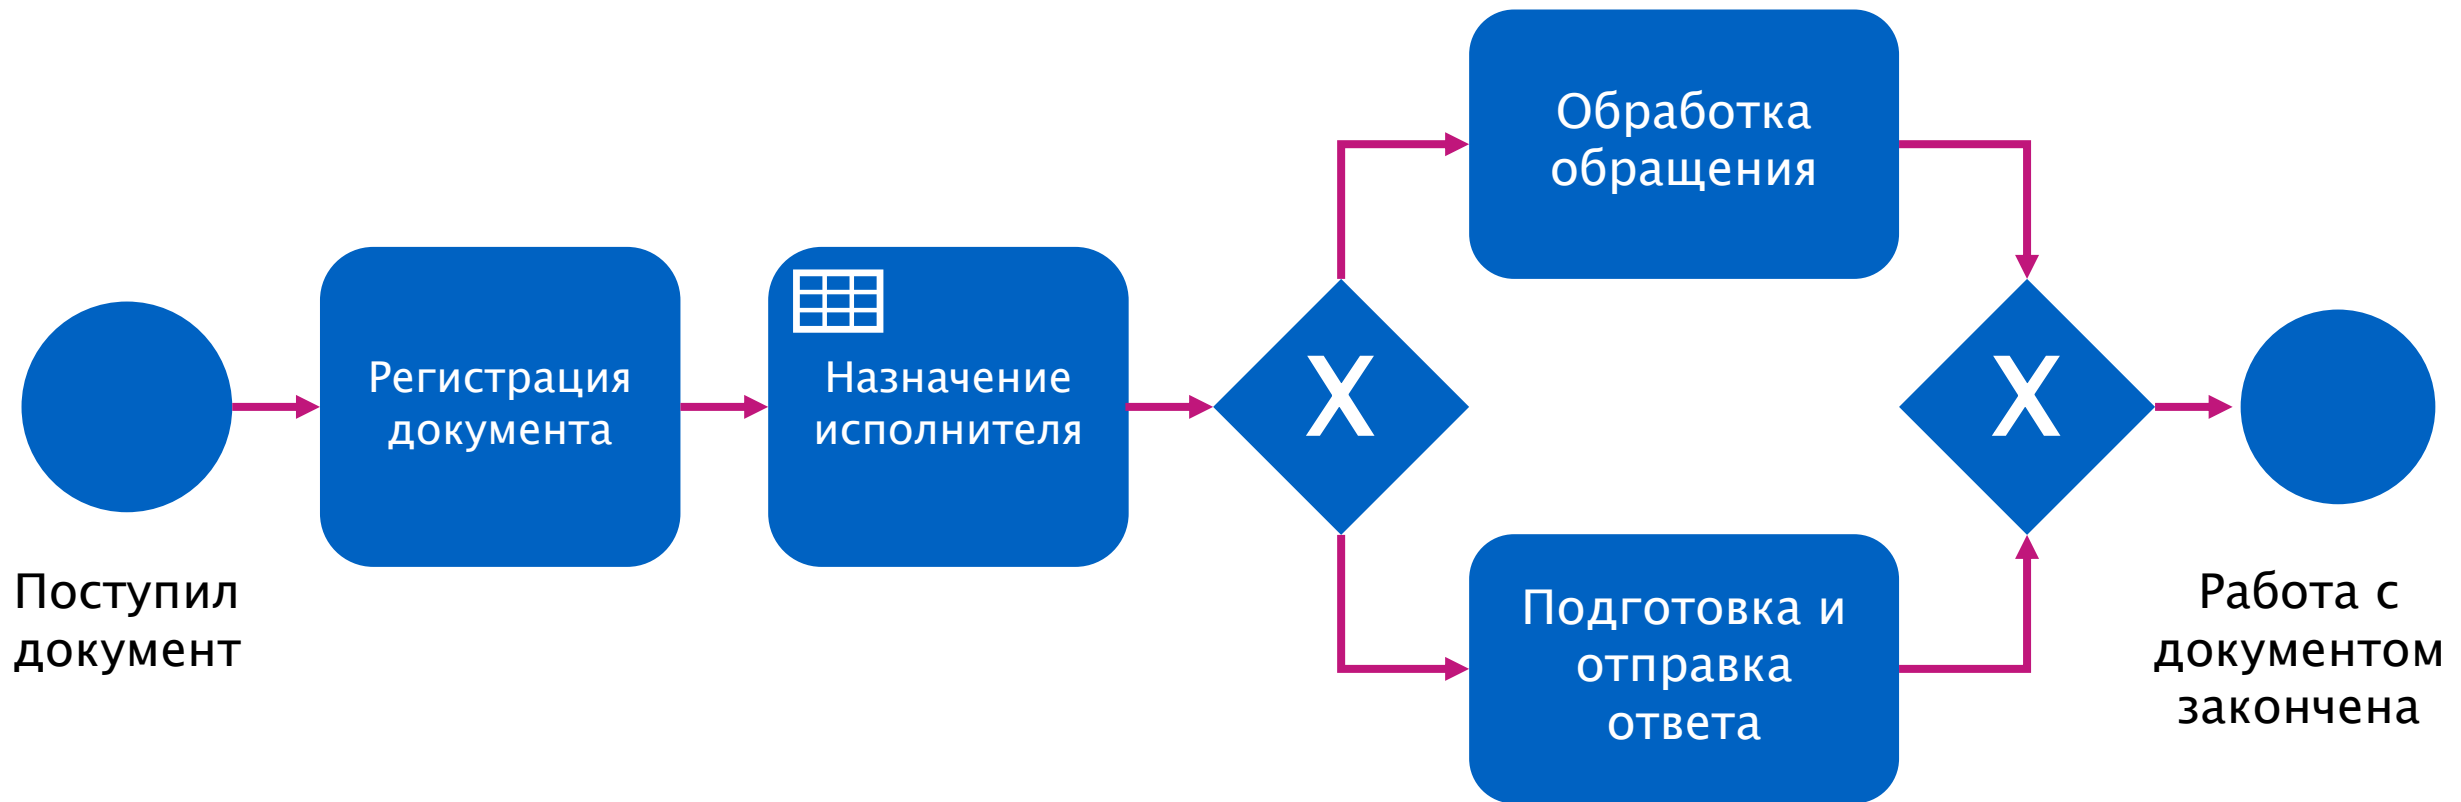 Поступил
документ
Регистрация
документа
Назначение
исполнителя
X
Обработка
обращения
Подготовка и
отправка
ответа
X
Работа с
документом
закончена